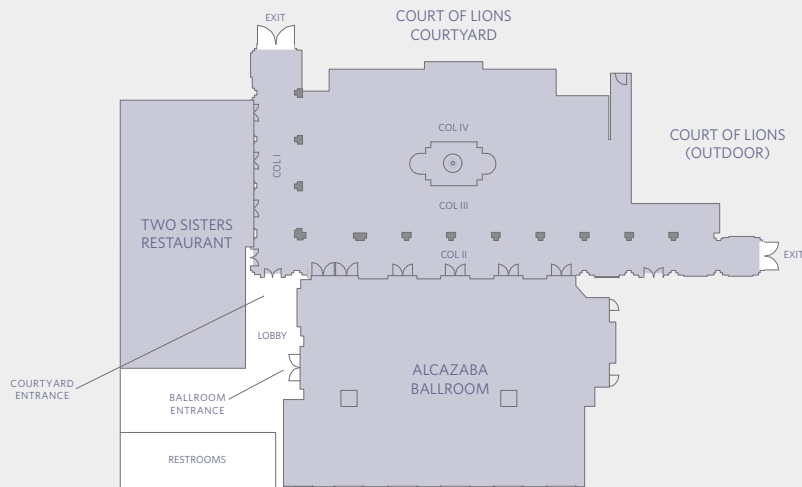 EXIT
COURT OF LIONS
COURTYARD
COL IV
COURT OF LIONS
(OUTDOOR)
COL I
COL III
TWO SISTERS
RESTAURANT
COL II
EXIT
LOBBY
COURTYARD
ENTRANCE
BALLROOM
ENTRANCE
ALCAZABA
BALLROOM
RESTROOMS